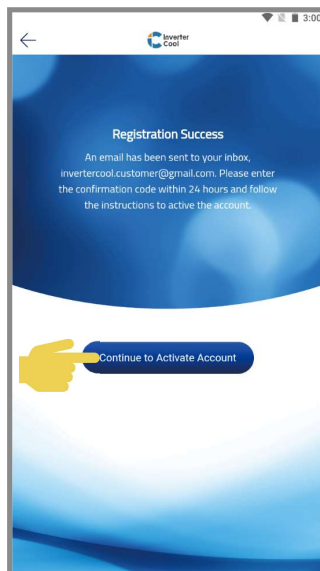 3:00
Inverter
Cool
Registration Success
An email has been sent to your inbox,
invertercool.customer@gmail.com. Please enter
the confirmation code within 24 hours and follow
the instructions to active the account.
Continue to Activate Account